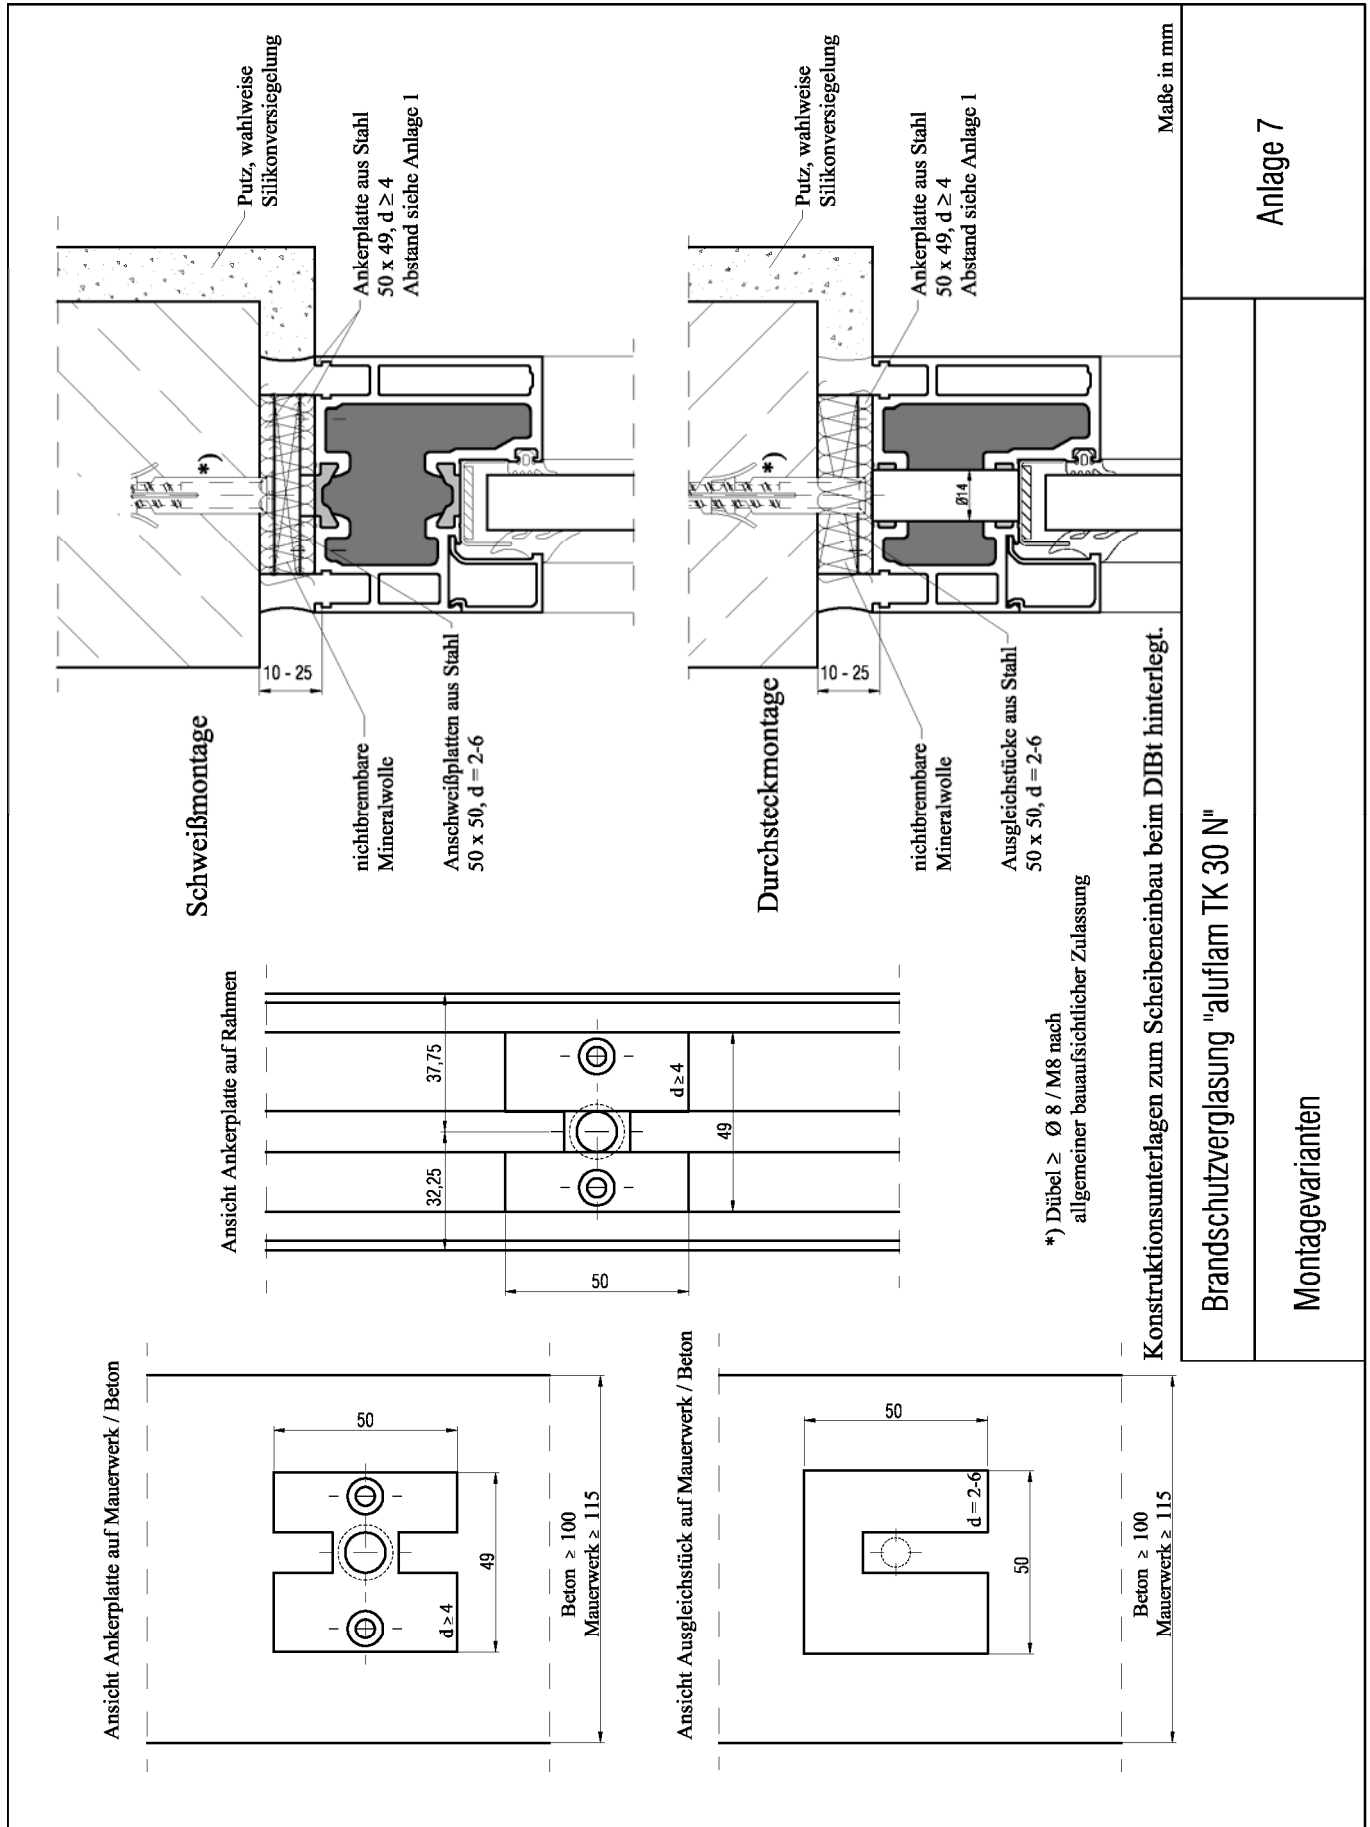 Ansicht Ankerplatte auf Mauerwerk / Beton
50
49
d ≥ 4
Beton ≥ 100
Mauerwerk ≥ 115
Ansicht Ankerplatte auf Rahmen
32,25
37,75
d ≥ 4
49
50
Schweißmontage
10 - 25
*)
Putz, wahlweise
Silikonversiegelung
Ankerplatte aus Stahl
50 x 49, d ≥ 4
Abstand siehe Anlage 1
nichtbrennbare
Mineralwolle
Anschweißplatten aus Stahl
50 x 50, d = 2-6
Ansicht Ausgleichstück auf Mauerwerk / Beton
50
d = 2-6
50
Beton ≥ 100
Mauerwerk ≥ 115
Durchsteckmontage
10 - 25
*)
Ø14
Putz, wahlweise
Silikonversiegelung
Ankerplatte aus Stahl
50 x 49, d ≥ 4
Abstand siehe Anlage 1
nichtbrennbare
Mineralwolle
Ausgleichstücke aus Stahl
50 x 50, d = 2-6
*) Dübel ≥ Ø 8 / M8 nach
allgemeiner bauaufsichtlicher Zulassung
Konstruktionsunterlagen zum Scheibeneinbau beim DIBt hinterlegt.
Maße in mm
Brandschutzverglasung "aluflam TK 30 N"
Montagevarianten
Anlage 7